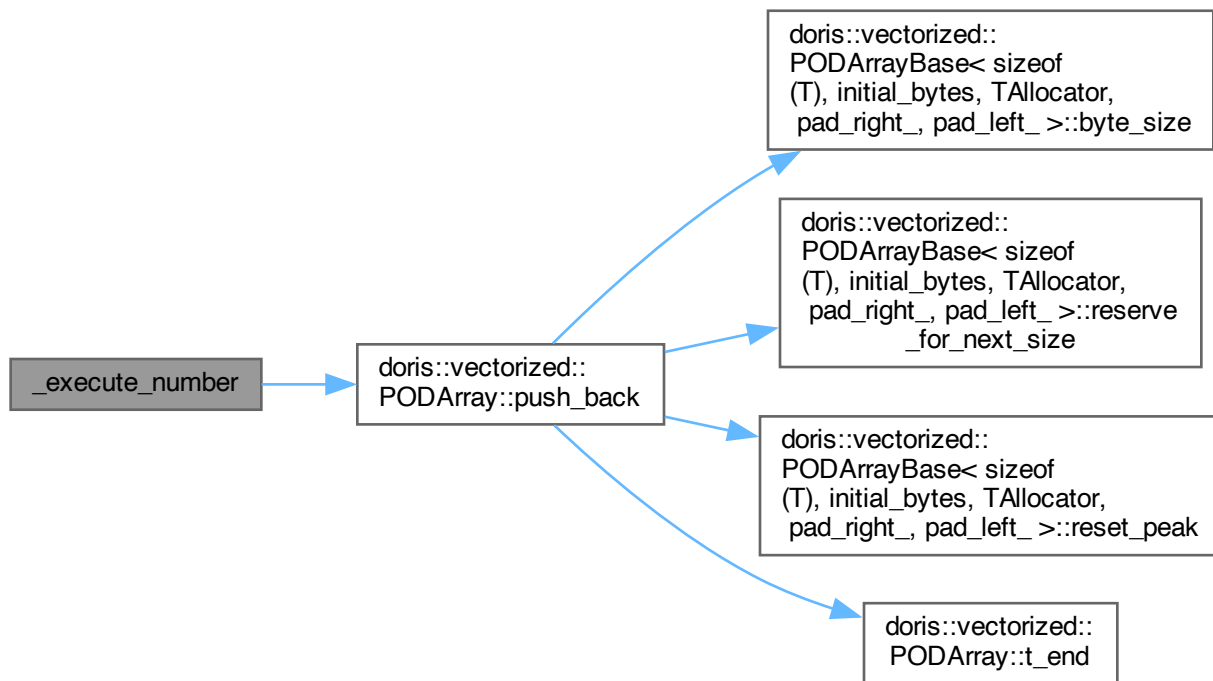 doris::vectorized::
PODArrayBase< sizeof
(T), initial_bytes, TAllocator,
pad_right_, pad_left_ >::byte_size
doris::vectorized::
PODArrayBase< sizeof
(T), initial_bytes, TAllocator,
pad_right_, pad_left_ >::reserve
_for_next_size
_execute_number
doris::vectorized::
PODArray::push_back
doris::vectorized::
PODArrayBase< sizeof
(T), initial_bytes, TAllocator,
pad_right_, pad_left_ >::reset_peak
doris::vectorized::
PODArray::t_end